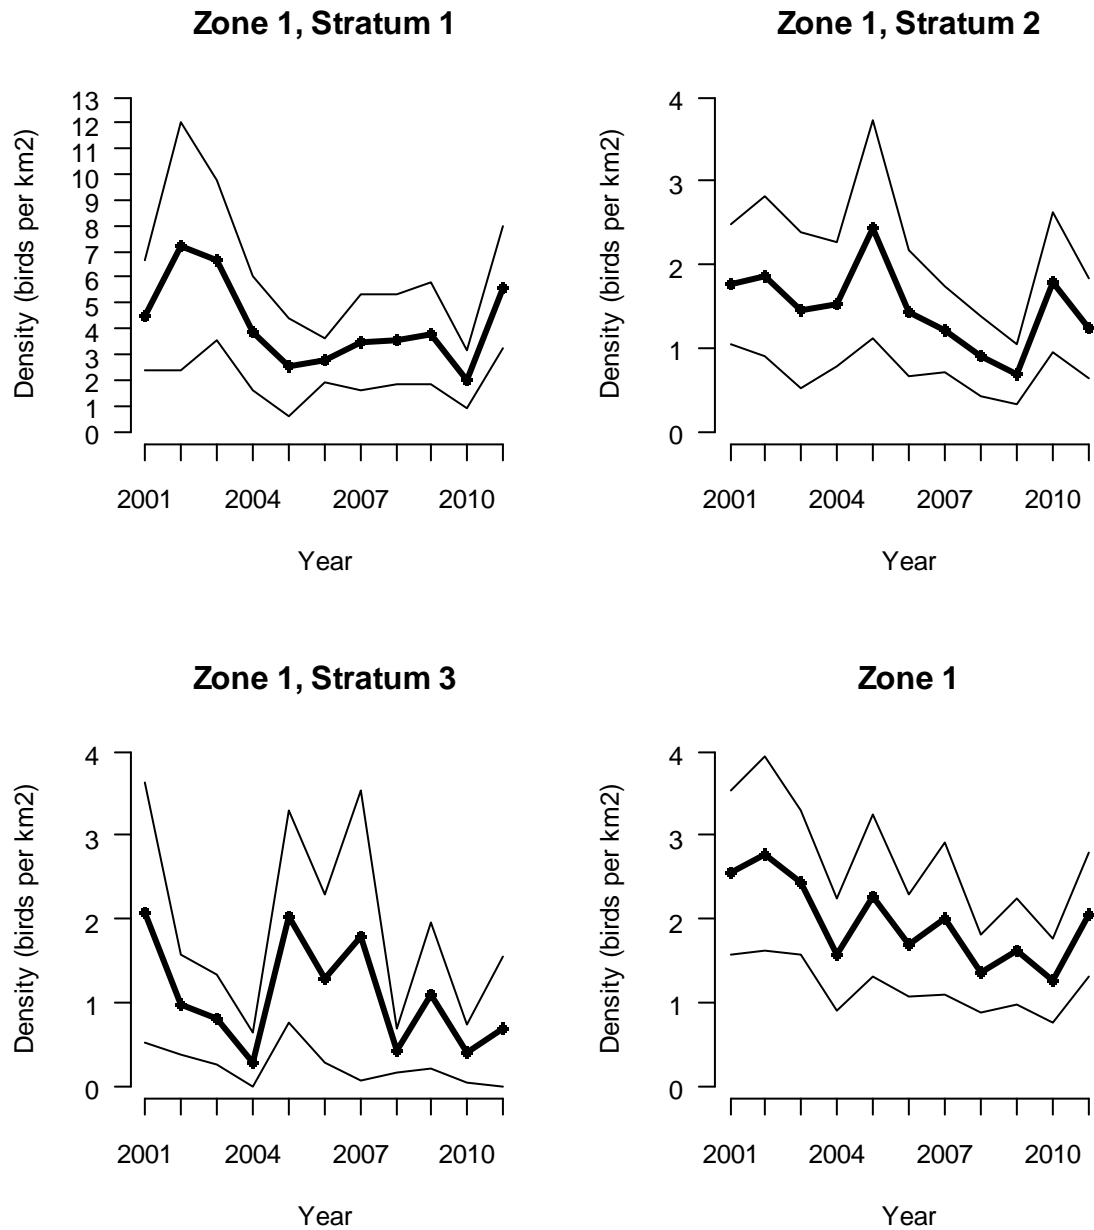 Zone 1, Stratum 1
Density (birds per km2)
13
12
11
10
9
8
7
6
5
4
3
2
1
0
2001 2004 2007 2010
Year
Zone 1, Stratum 2
Density (birds per km2)
4
3
2
1
0
2001 2004 2007 2010
Year
Zone 1, Stratum 3
Density (birds per km2)
4
3
2
1
0
2001 2004 2007 2010
Year
Zone 1
Density (birds per km2)
4
3
2
1
0
2001 2004 2007 2010
Year